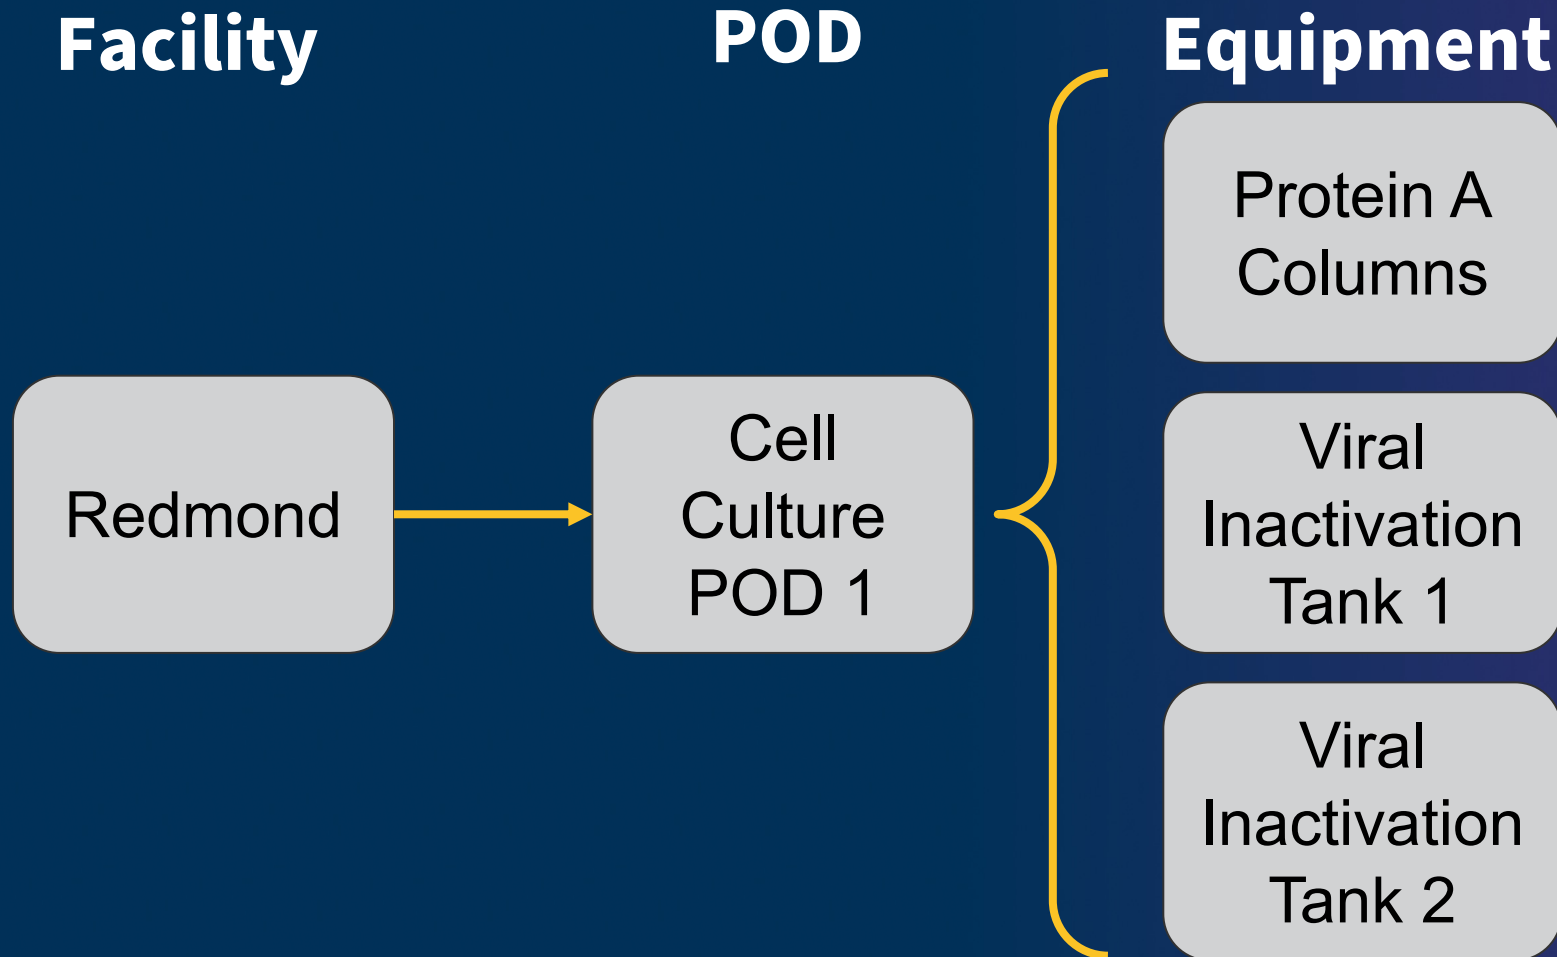 Facility
POD
Equipment
Redmond
Cell
Culture
POD 1
Protein A
Columns
Viral
Inactivation
Tank 1
Viral
Inactivation
Tank 2